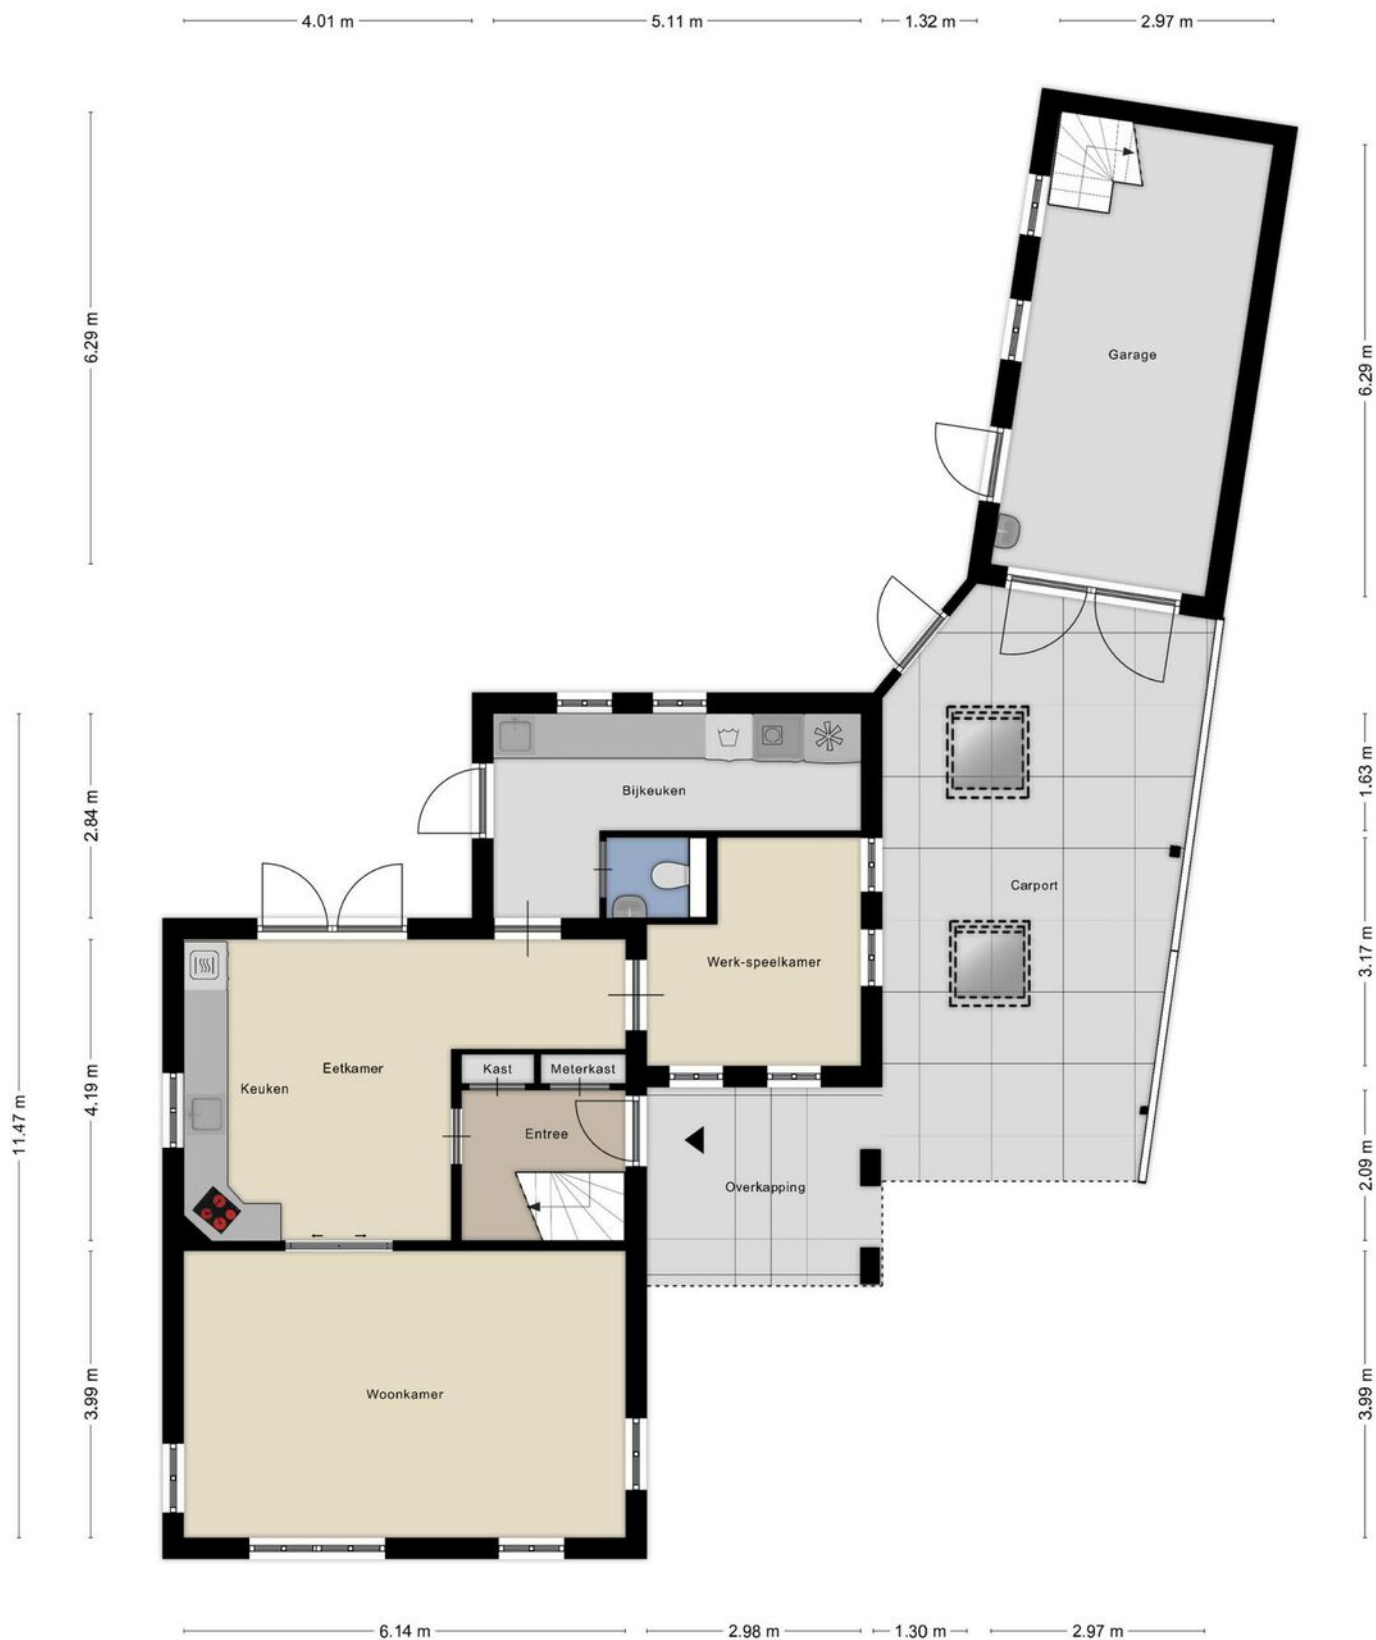 4.01 m
5.11 m
1.32 m
2.97 m
6.29 m
6.29 m
Garage
11.47 m
2.84 m
1.63 m
Bijkeuken
Carport
Werk-speelkamer
3.17 m
4.19 m
Eetkamer
Keuken
Kast
Meterkast
Entree
Overkapping
2.09 m
3.99 m
3.99 m
Woonkamer
6.14 m
2.98 m
1.30 m
2.97 m